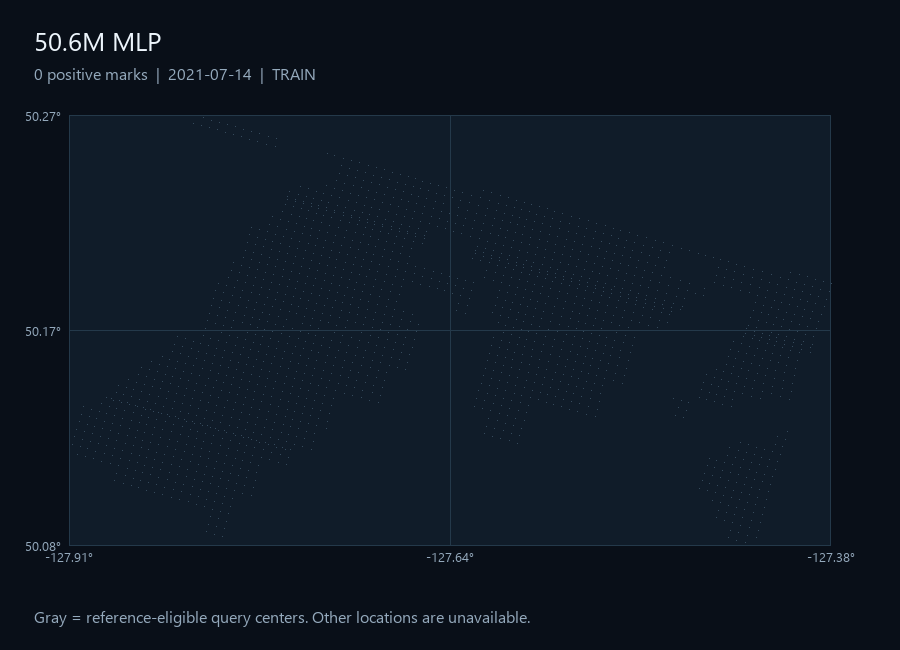 50.6M MLP
0 positive marks | 2021-07-14 | TRAIN
50.27°
50.17°
50.08°
-127.91°
-127.64°
-127.38°
Gray = reference-eligible query centers. Other locations are unavailable.